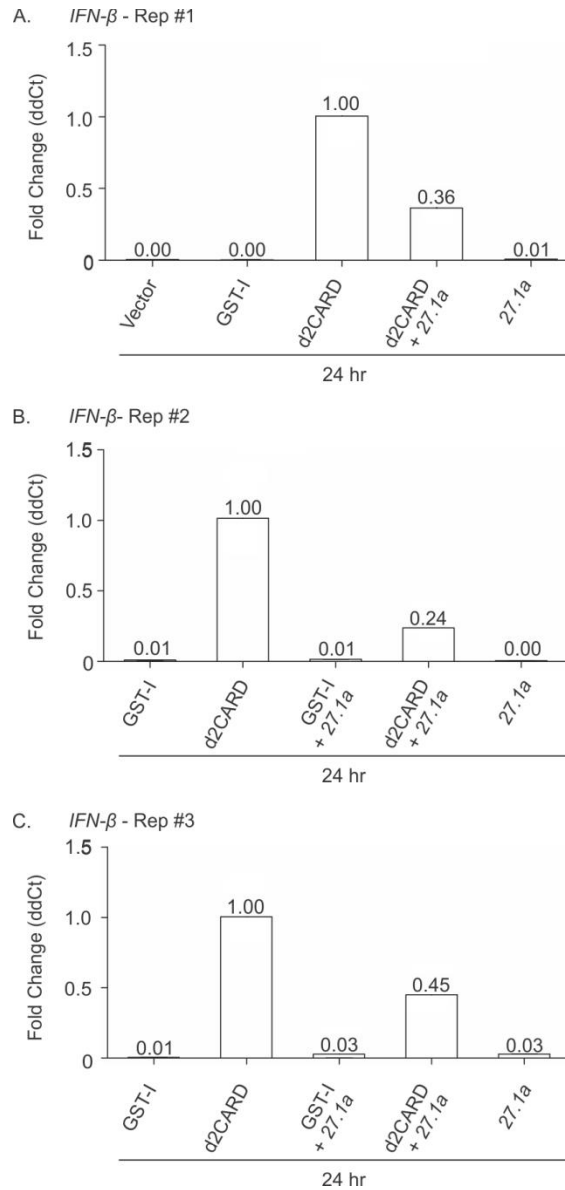 A. IFN-β - Rep #1
Fold Change (ddCt)
1.5
1.0
0.5
0
0.00
0.00
1.00
0.36
0.01
Vector
GST-I
d2CARD
d2CARD
+ 27.1a
27.1a
24 hr
B. IFN-β- Rep #2
Fold Change (ddCt)
1.5
1.0
0.5
0
0.01
1.00
0.01
0.24
0.00
GST-I
d2CARD
GST-I
+ 27.1a
d2CARD
+ 27.1a
27.1a
24 hr
C. IFN-β - Rep #3
Fold Change (ddCt)
1.5
1.0
0.5
0
0.01
1.00
0.03
0.45
0.03
GST-I
d2CARD
GST-I
+ 27.1a
d2CARD
+ 27.1a
27.1a
24 hr